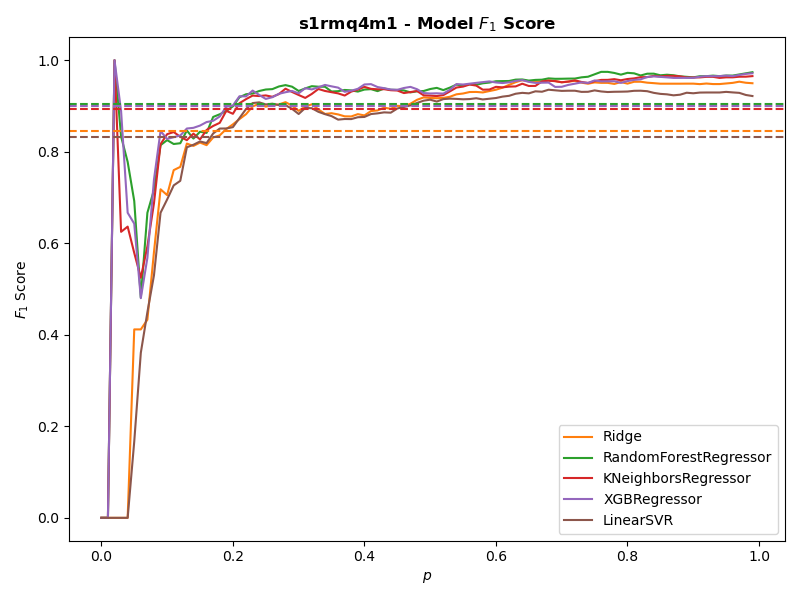 s1rmq4m1 - Model F₁ Score
F₁ Score
1.0
0.8
0.6
0.4
0.2
0.0
0.0 0.2 0.4 0.6 0.8 1.0
p
Ridge
RandomForestRegressor
KNeighborsRegressor
XGBRegressor
LinearSVR